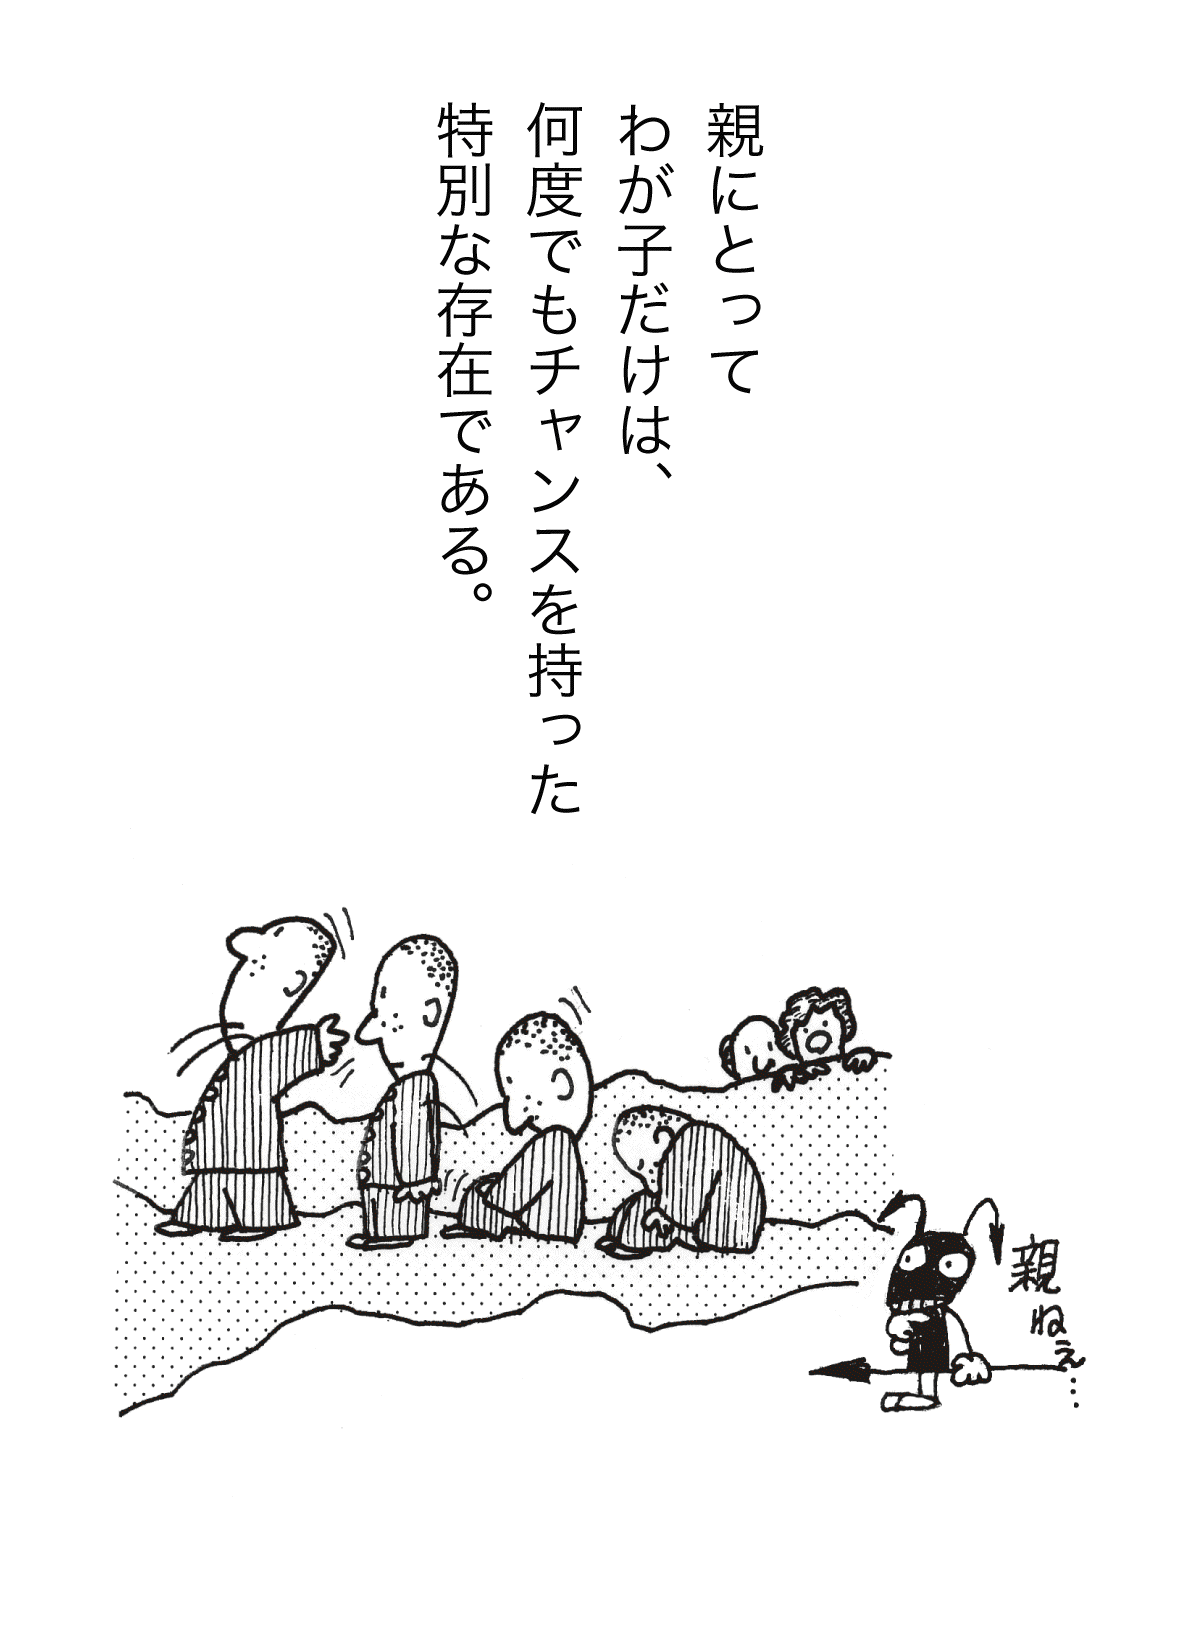 親にとって
わが子だけは、
何度でもチャンスを持った
特別な存在である。
親
ねぇ…